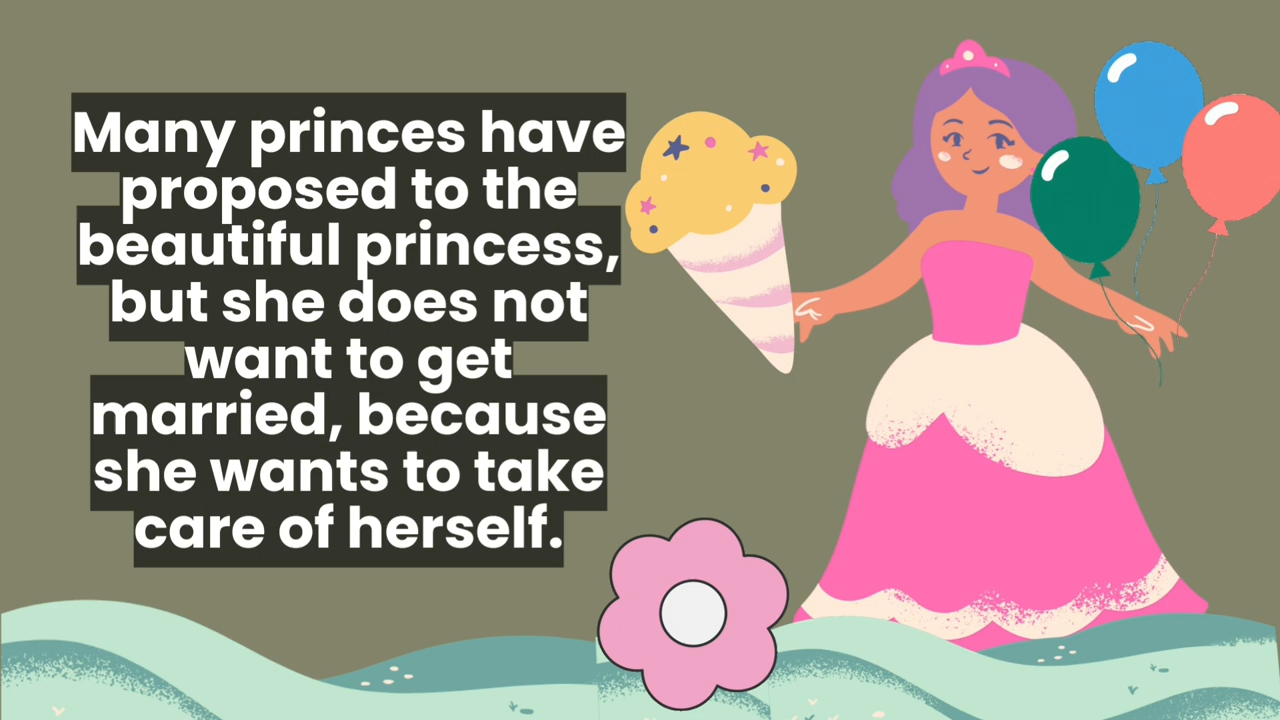 Many princes have
proposed to the
beautiful princess,
but she does not
want to get
married, because
she wants to take
care of herself.